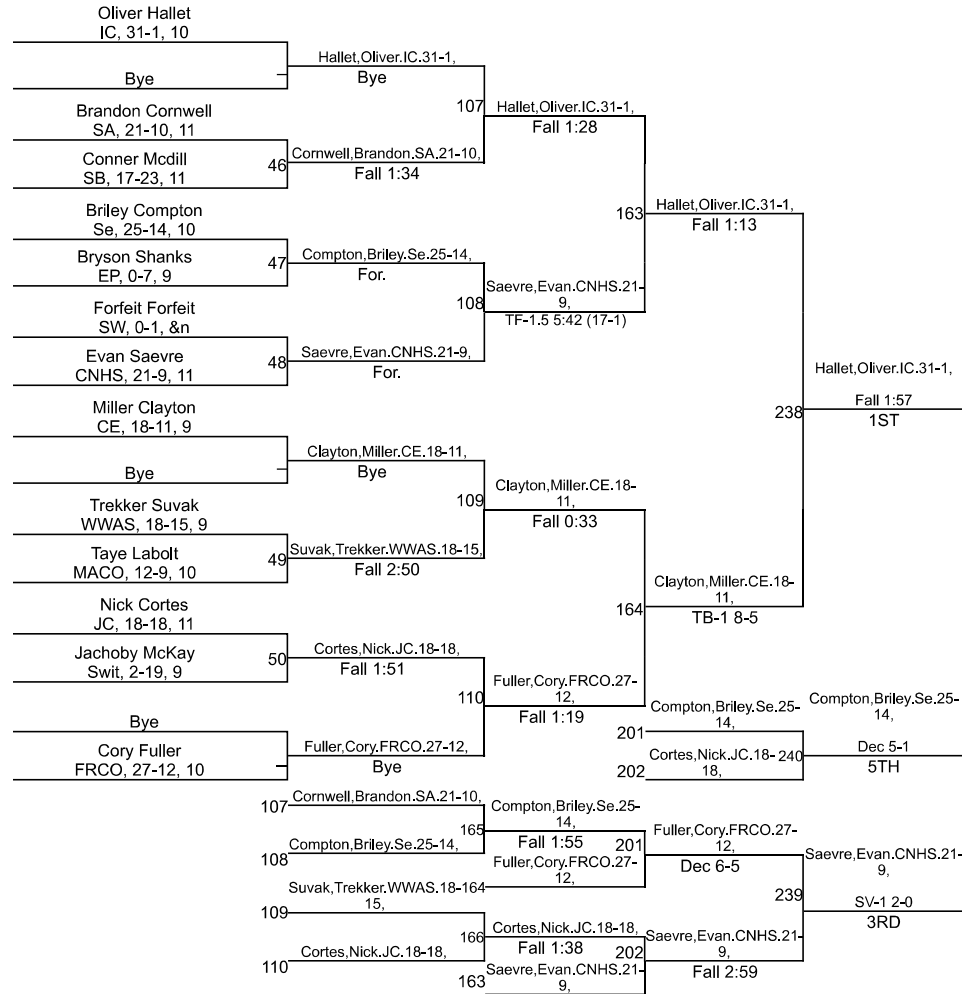 Oliver Hallet
IC, 31-1, 10
Bye
Hallet,Oliver.IC.31-1,
Bye
107
Hallet,Oliver.IC.31-1,
Fall 1:28
Brandon Cornwell
SA, 21-10, 11
Conner Mcdill
SB, 17-23, 11
46
Cornwell,Brandon.SA.21-10,
Fall 1:34
163
Hallet,Oliver.IC.31-1,
Fall 1:13
Briley Compton
Se, 25-14, 10
Bryson Shanks
EP, 0-7, 9
47
Compton,Briley.Se.25-14,
For.
108
Saevre,Evan.CNHS.21-
9,
TF-1.5 5:42 (17-1)
Forfeit Forfeit
SW, 0-1, &n
Evan Saevre
CNHS, 21-9, 11
48
Saevre,Evan.CNHS.21-9,
For.
238
Hallet,Oliver.IC.31-1,
Fall 1:57
1ST
Miller Clayton
CE, 18-11, 9
Bye
Clayton,Miller.CE.18-11,
Bye
109
Clayton,Miller.CE.18-
11,
Fall 0:33
Trekker Suvak
WWAS, 18-15, 9
Taye Labolt
MACO, 12-9, 10
49
Suvak,Trekker.WWAS.18-15,
Fall 2:50
164
Clayton,Miller.CE.18-
11,
TB-1 8-5
Nick Cortes
JC, 18-18, 11
Jachoby McKay
Swit, 2-19, 9
50
Cortes,Nick.JC.18-18,
Fall 1:51
110
Fuller,Cory.FRCO.27-
12,
Fall 1:19
Bye
Cory Fuller
FRCO, 27-12, 10
Fuller,Cory.FRCO.27-12,
Bye
201
Compton,Briley.Se.25-
14,
202
Cortes,Nick.JC.18-
18,
240
Compton,Briley.Se.25-
14,
Dec 5-1
5TH
107
Cornwell,Brandon.SA.21-10,
108
Compton,Briley.Se.25-14,
165
Compton,Briley.Se.25-
14,
Fall 1:55
164
Fuller,Cory.FRCO.27-
12,
201
Fuller,Cory.FRCO.27-
12,
Dec 6-5
109
Suvak,Trekker.WWAS.18-
15,
110
Cortes,Nick.JC.18-18,
166
Cortes,Nick.JC.18-18,
Fall 1:38
163
Saevre,Evan.CNHS.21-
9,
202
Saevre,Evan.CNHS.21-
9,
Fall 2:59
239
Saevre,Evan.CNHS.21-
9,
SV-1 2-0
3RD